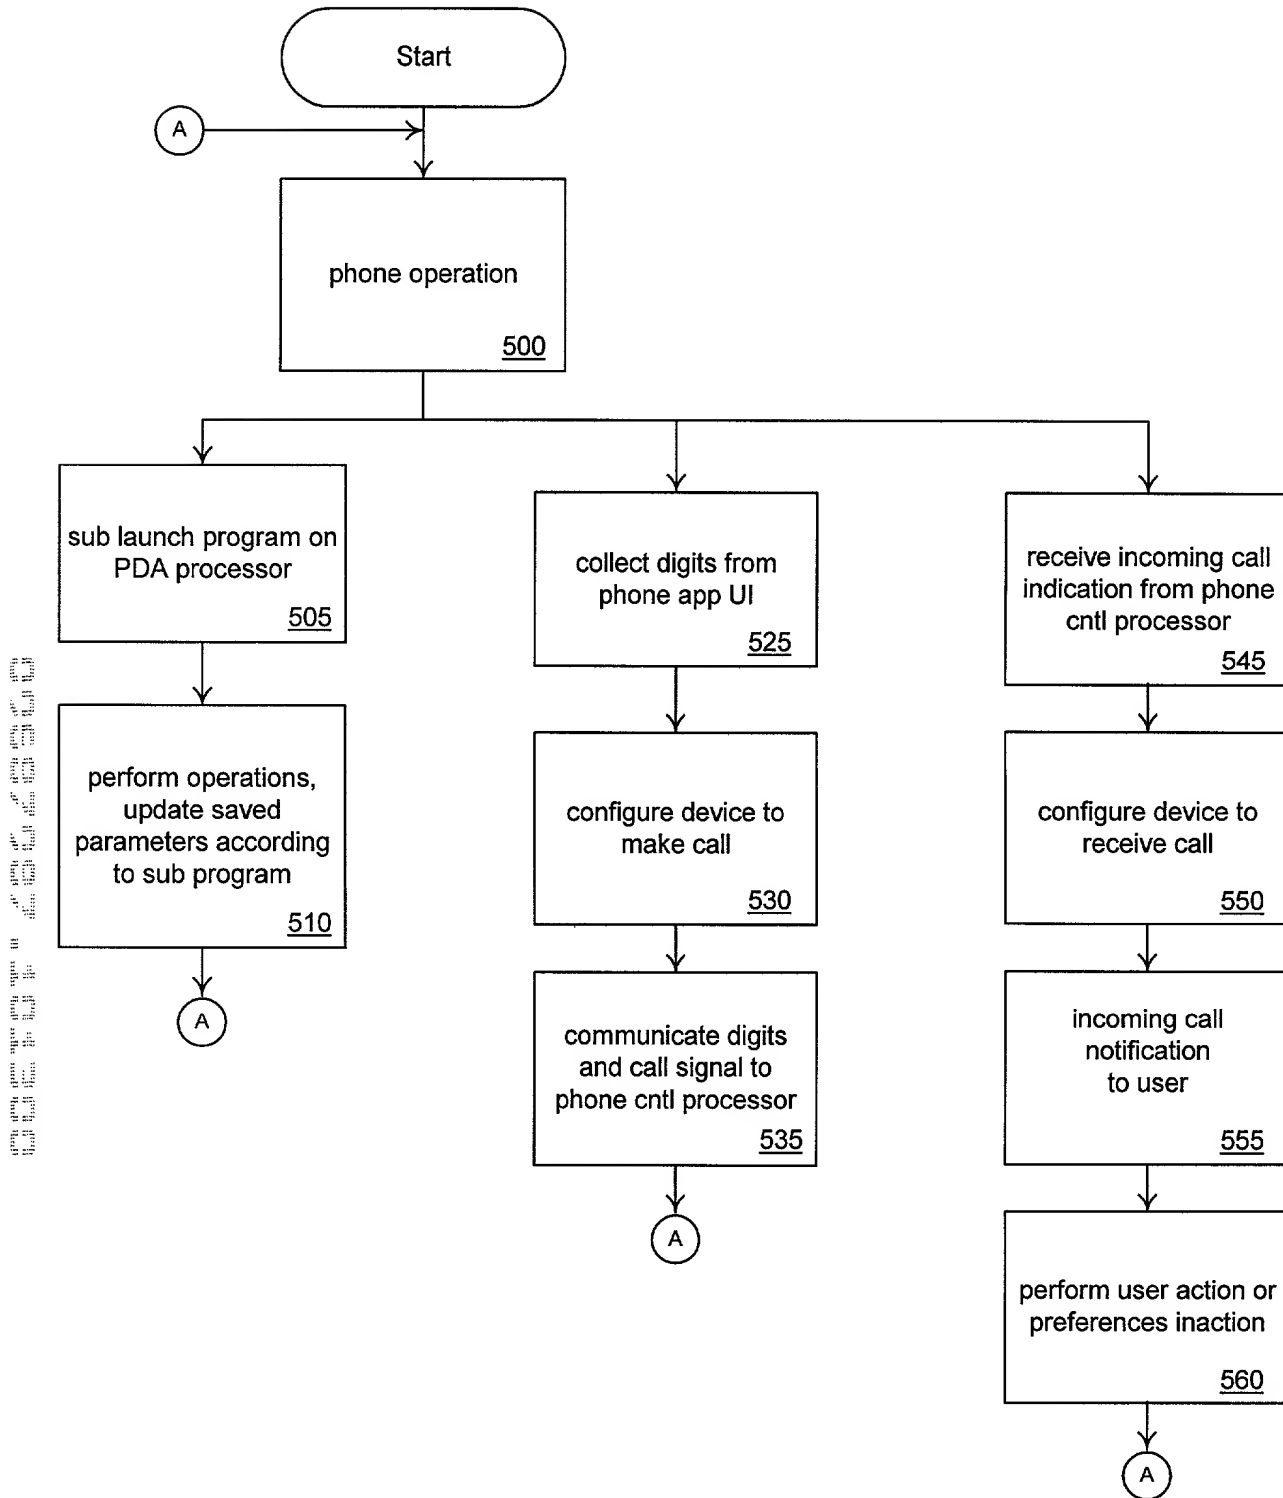 Start
A
phone operation
500
sub launch program on
PDA processor
505
collect digits from
phone app UI
525
receive incoming call
indication from phone
cntl processor
545
perform operations,
update saved
parameters according
to sub program
510
configure device to
make call
530
configure device to
receive call
550
A
communicate digits
and call signal to
phone cntl processor
535
incoming call
notification
to user
555
A
perform user action or
preferences inaction
560
A